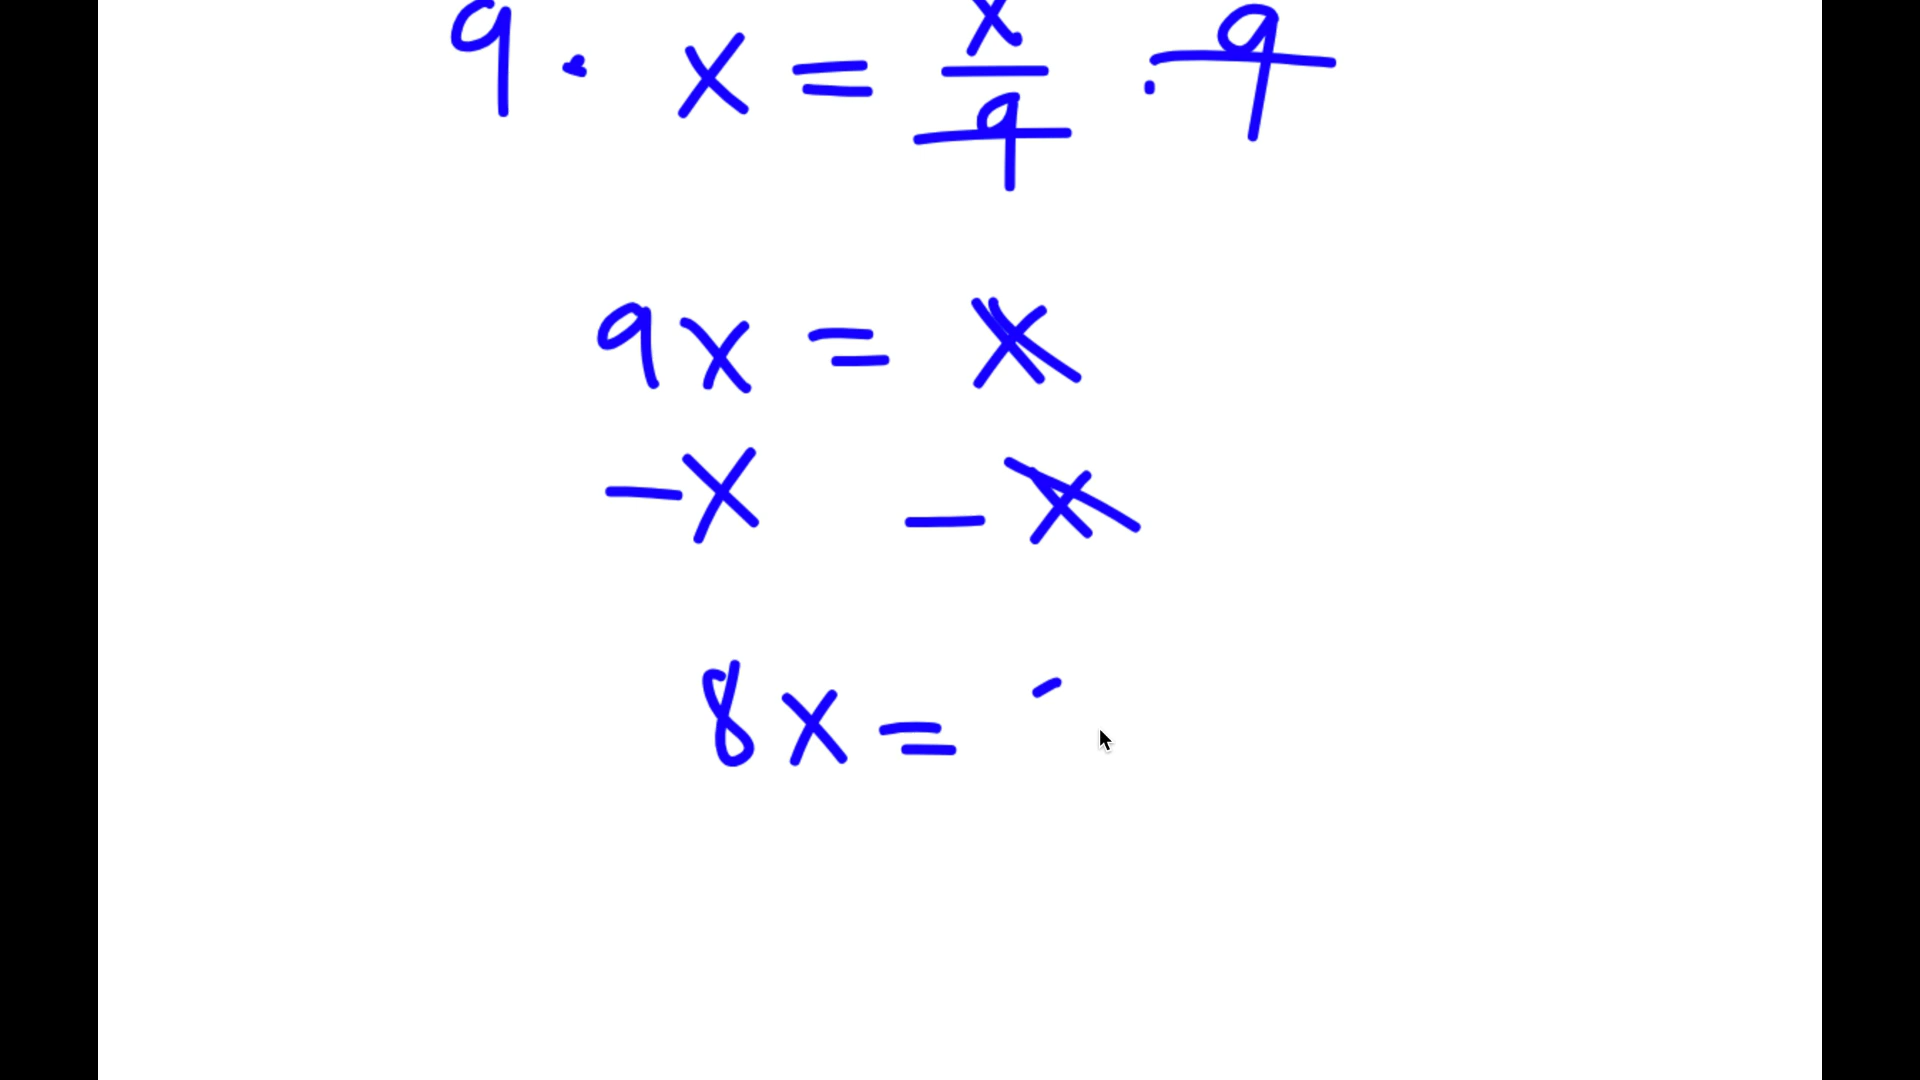 9 · x = x/9 · 9
9x = x
-x - x
8x =